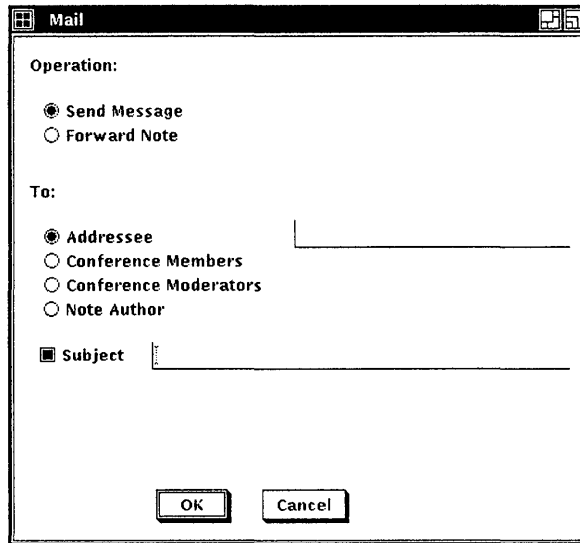 Mail
Operation:
Send Message
Forward Note
To:
Addressee
Conference Members
Conference Moderators
Note Author
Subject
OK Cancel